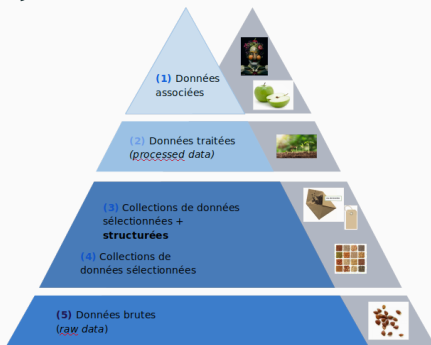 (1) Données
associées
(2) Données traitées
(processed data)
(3) Collections de données
sélectionnées +
structurées
(4) Collections de
données sélectionnées
(5) Données brutes
(raw data)